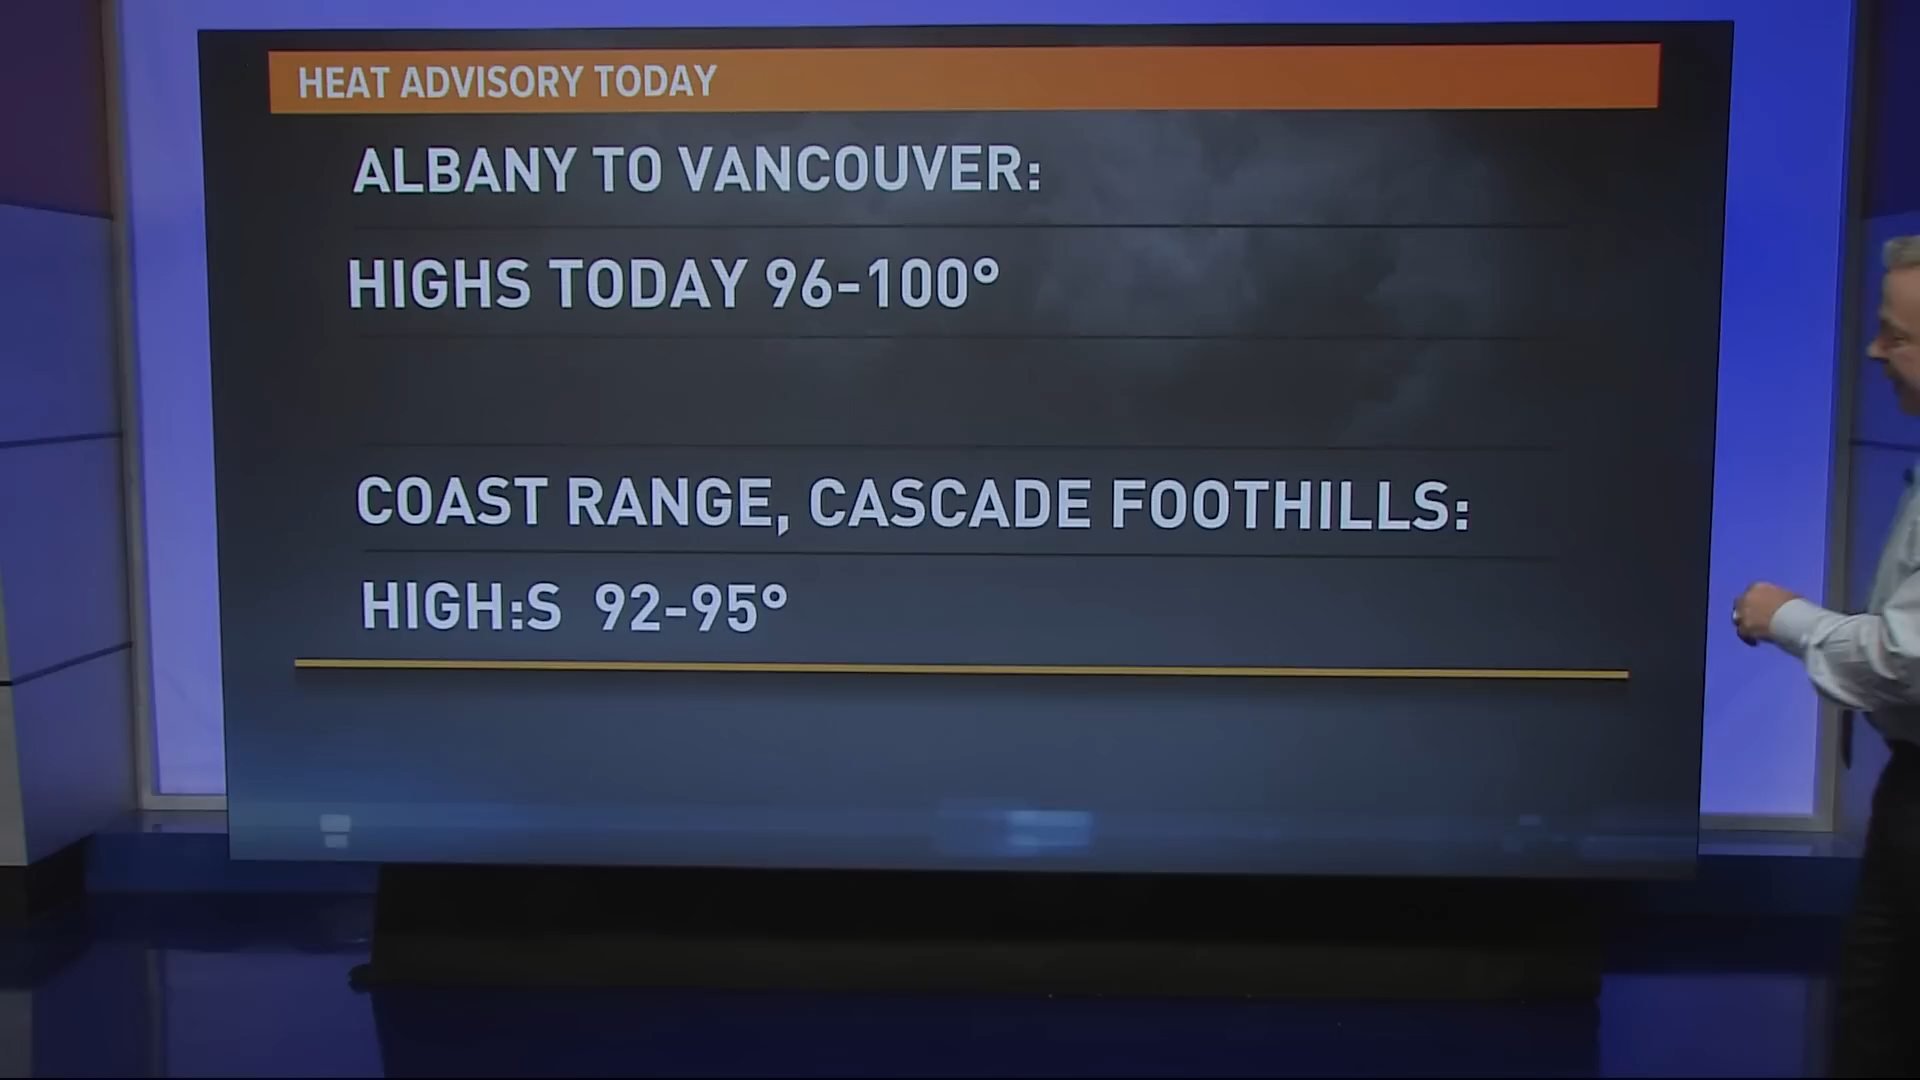 HEAT ADVISORY TODAY
ALBANY TO VANCOUVER:
HIGHS TODAY 96-100°
COAST RANGE, CASCADE FOOTHILLS:
HIGH:S 92-95°